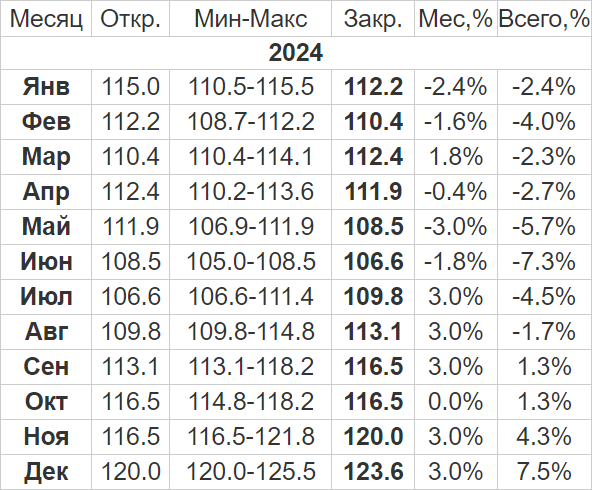 Месяц Откр. Мин-Макс Закр. Мес,% Всего,%
2024
Янв 115.0 110.5-115.5 112.2 -2.4% -2.4%
Фев 112.2 108.7-112.2 110.4 -1.6% -4.0%
Мар 110.4 110.4-114.1 112.4 1.8% -2.3%
Апр 112.4 110.2-113.6 111.9 -0.4% -2.7%
Май 111.9 106.9-111.9 108.5 -3.0% -5.7%
Июн 108.5 105.0-108.5 106.6 -1.8% -7.3%
Июл 106.6 106.6-111.4 109.8 3.0% -4.5%
Авг 109.8 109.8-114.8 113.1 3.0% -1.7%
Сен 113.1 113.1-118.2 116.5 3.0% 1.3%
Окт 116.5 114.8-118.2 116.5 0.0% 1.3%
Ноя 116.5 116.5-121.8 120.0 3.0% 4.3%
Дек 120.0 120.0-125.5 123.6 3.0% 7.5%